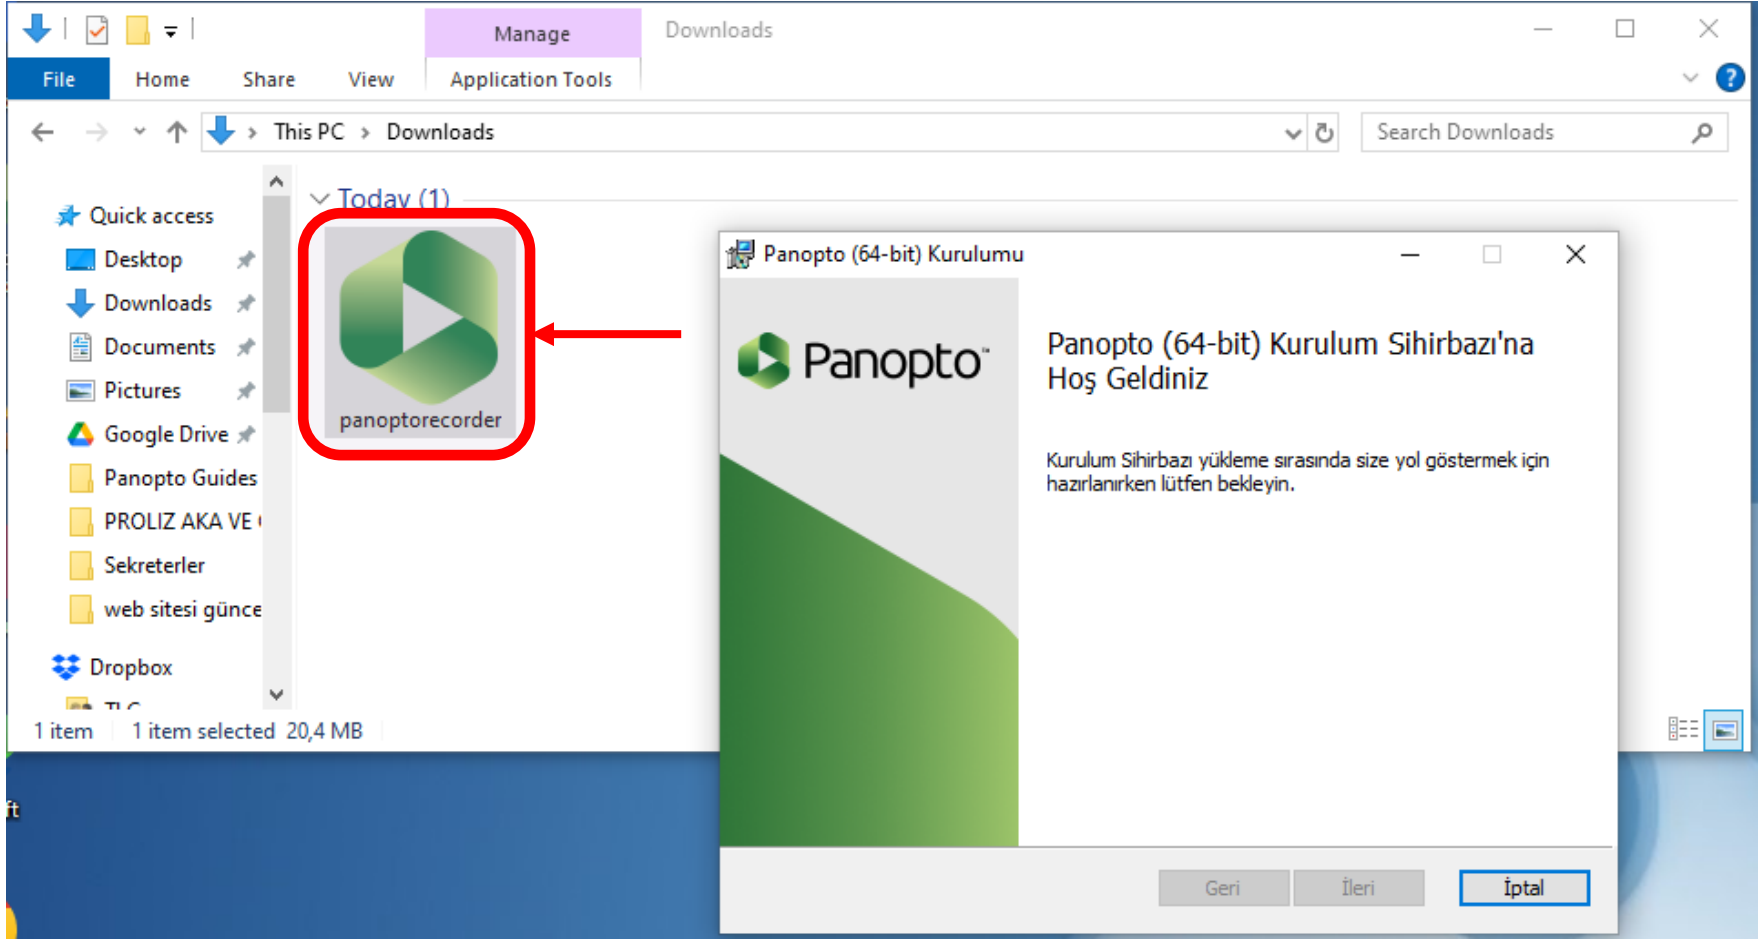 Manage
Downloads
File
Home
Share
View
Application Tools
This PC
Downloads
Search Downloads
Quick access
Desktop
Downloads
Documents
Pictures
Google Drive
Panopto Guides
PROLIZ AKA VE
Sekreterler
web sitesi günce
Dropbox
Today (1)
panoptorecorder
1 item
1 item selected 20,4 MB
Panopto (64-bit) Kurulumu
Panopto™
Panopto (64-bit) Kurulum Sihirbazı'na
Hoş Geldiniz
Kurulum Sihirbazı yükleme sırasında size yol göstermek için
hazırlanırken lütfen bekleyin.
Geri
İleri
İptal
ft